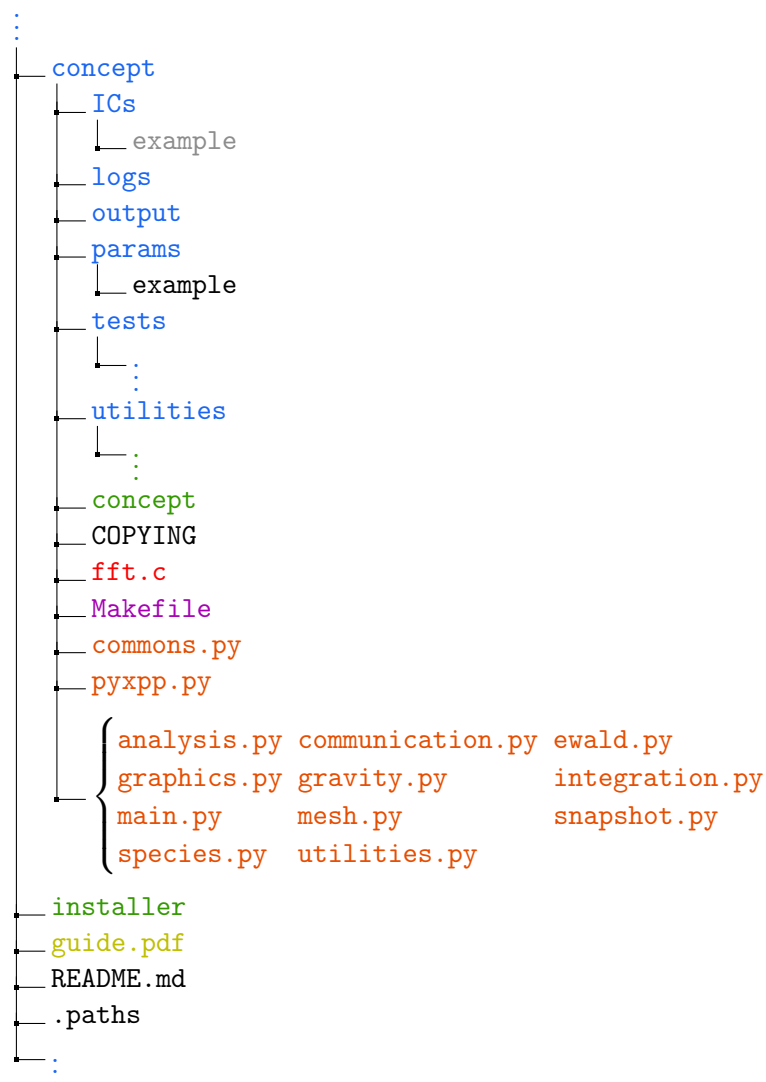 concept
ICs
example
logs
output
params
example
tests
utilities
concept
COPYING
fft.c
Makefile
commons.py
pyxpp.py
analysis.py communication.py ewald.py
graphics.py gravity.py integration.py
main.py mesh.py snapshot.py
species.py utilities.py
installer
guide.pdf
README.md
.paths